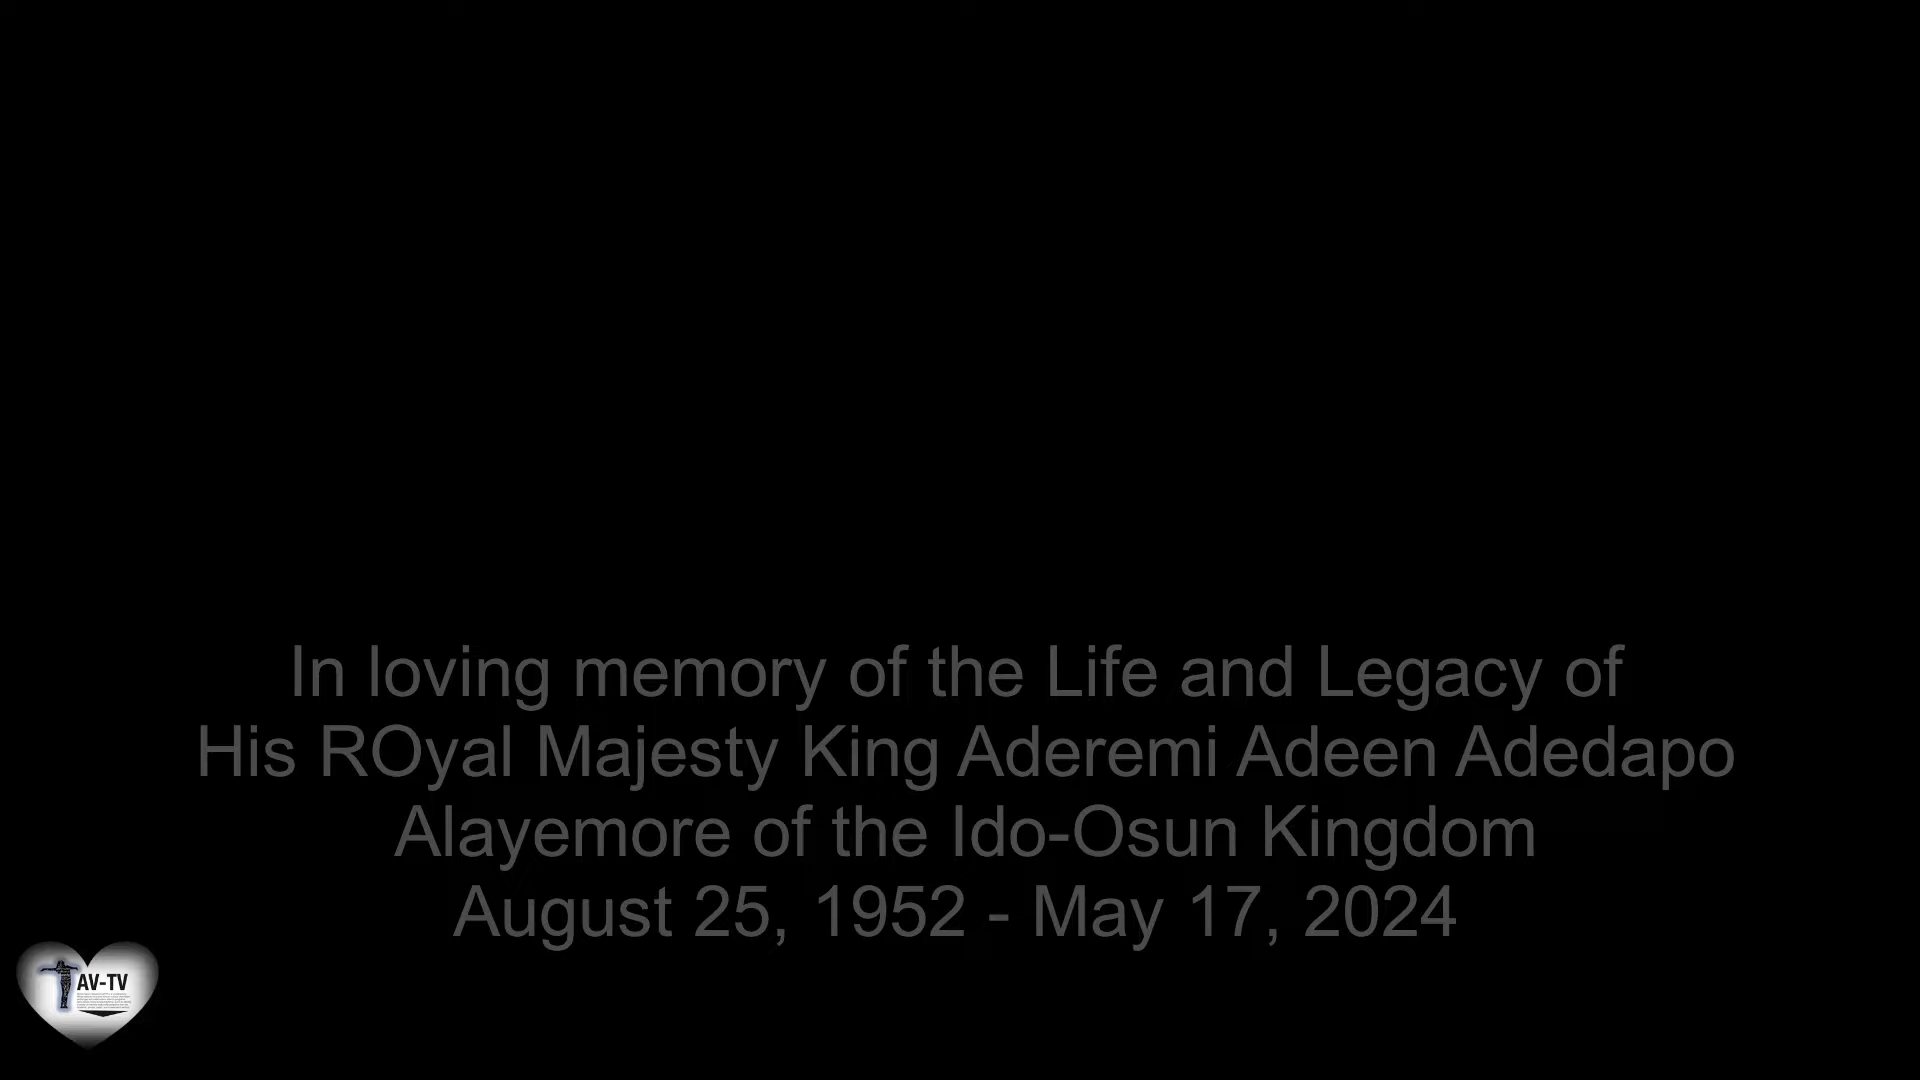 In loving memory of the Life and Legacy of
His ROyal Majesty King Aderemi Adeen Adedapo
Alayemore of the Ido-Osun Kingdom
August 25, 1952 - May 17, 2024
AV-TV